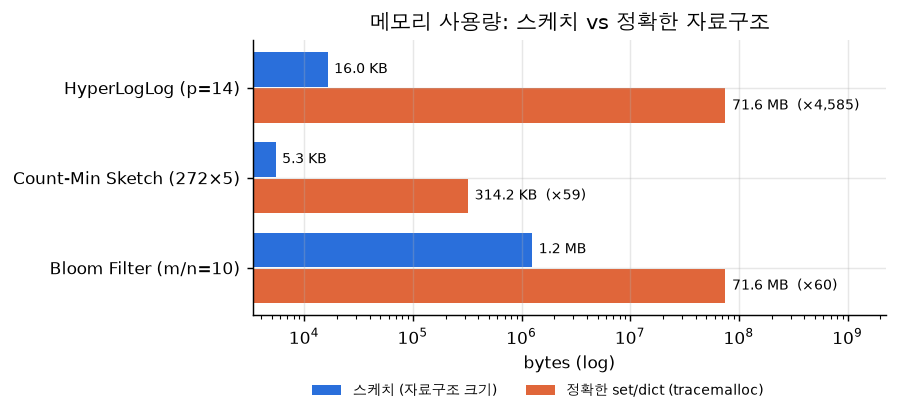 메모리 사용량: 스케치 vs 정확한 자료구조
HyperLogLog (p=14)
16.0 KB
71.6 MB (×4,585)
Count-Min Sketch (272×5)
5.3 KB
314.2 KB (×59)
Bloom Filter (m/n=10)
1.2 MB
71.6 MB (×60)
10⁴ 10⁵ 10⁶ 10⁷ 10⁸ 10⁹
bytes (log)
스케치 (자료구조 크기) 정확한 set/dict (tracemalloc)